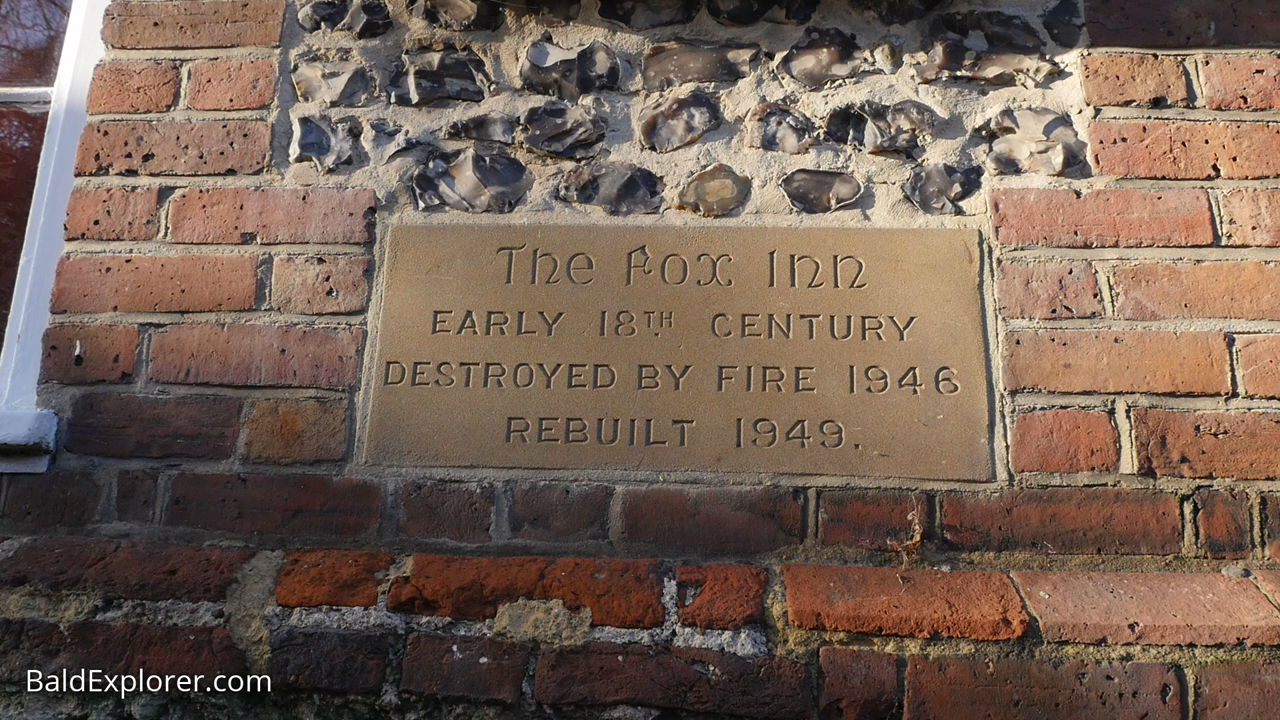 The Fox Inn
EARLY 18TH CENTURY
DESTROYED BY FIRE 1946
REBUILT 1949.
BaldExplorer.com